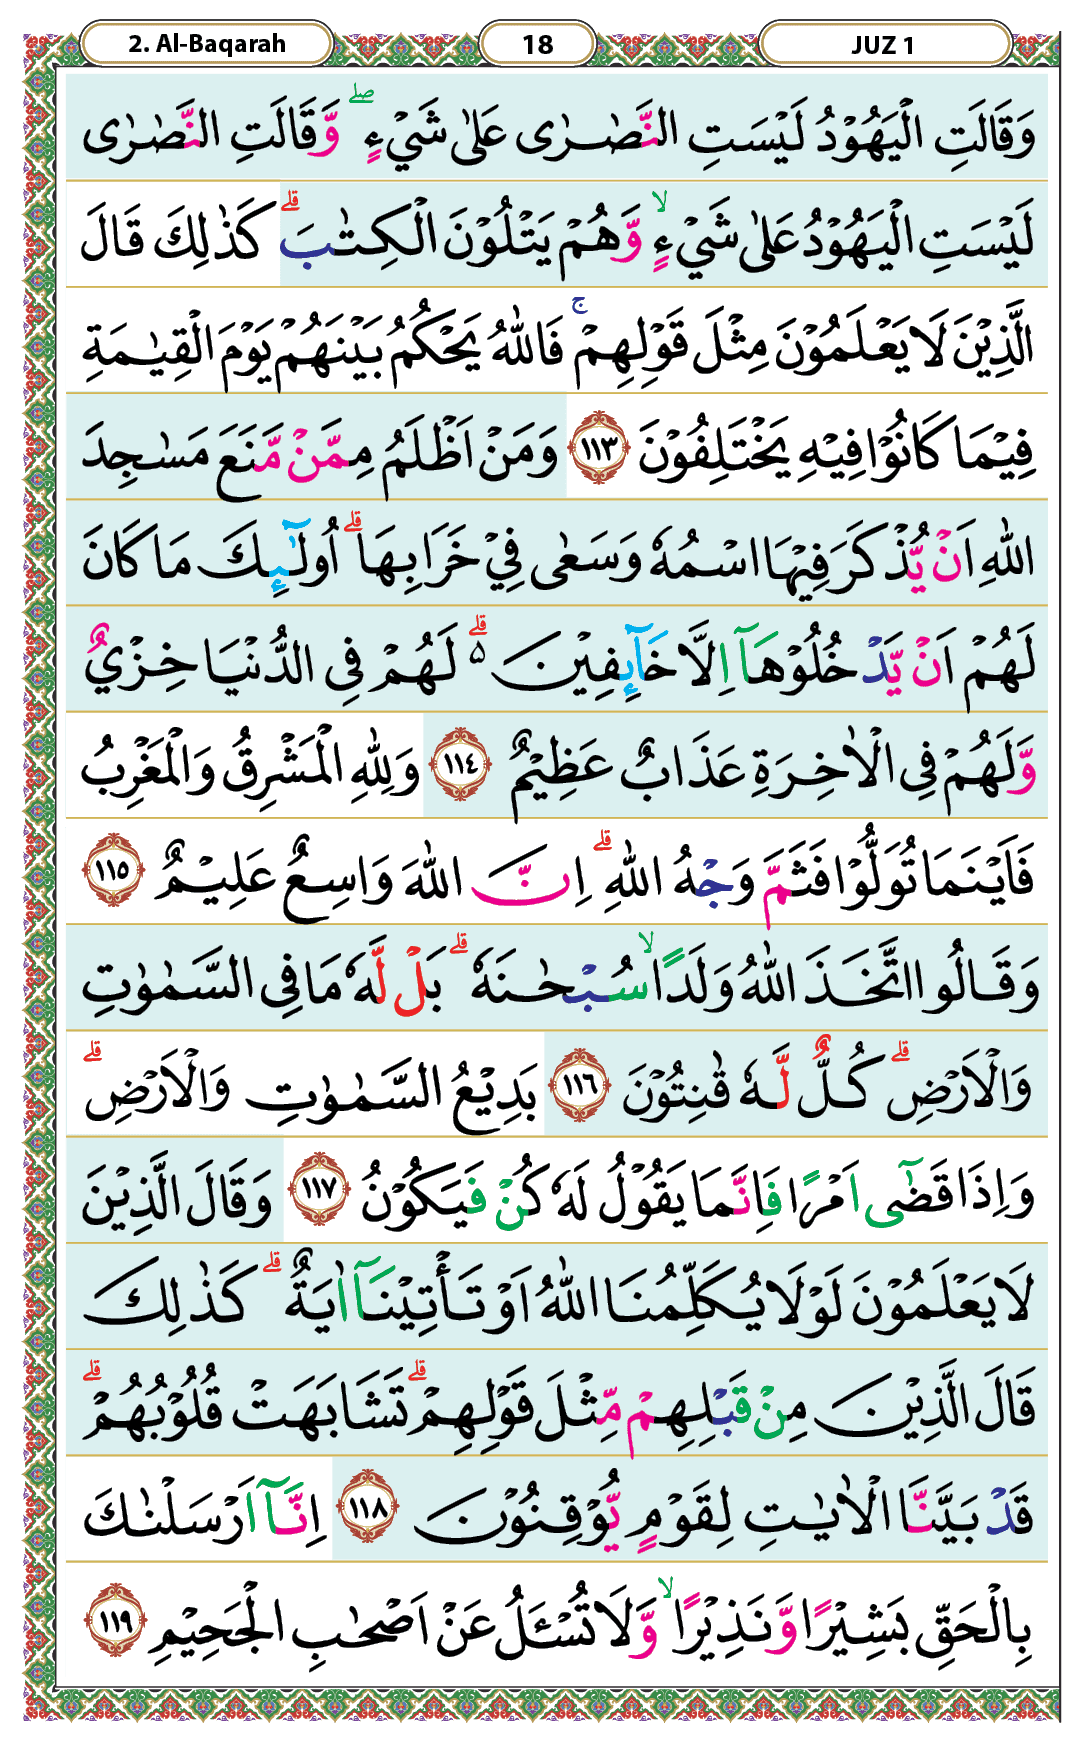 2. Al-Baqarah
18
JUZ 1
وَقَالَتِ الْيَهُوْدُ لَيْسَتِ النَّصٰرٰى عَلٰى شَيْءٍ ۖ وَّقَالَتِ النَّصٰرٰى
لَيْسَتِ الْيَهُوْدُ عَلٰى شَيْءٍ ۙ وَّهُمْ يَتْلُوْنَ الْكِتٰبَ ۗ كَذٰلِكَ قَالَ
الَّذِيْنَ لَا يَعْلَمُوْنَ مِثْلَ قَوْلِهِمْ ۚ فَاللّٰهُ يَحْكُمُ بَيْنَهُمْ يَوْمَ الْقِيٰمَةِ
فِيْمَا كَانُوْا فِيْهِ يَخْتَلِفُوْنَ ١١٣ وَمَنْ اَظْلَمُ مِمَّنْ مَّنَعَ مَسٰجِدَ
اللّٰهِ اَنْ يُّذْكَرَ فِيْهَا اسْمُهٗ وَسَعٰى فِيْ خَرَابِهَا ۗ اُولٰۤىِٕكَ مَا كَانَ
لَهُمْ اَنْ يَّدْخُلُوْهَآ اِلَّا خَاۤىِٕفِيْنَ ۗ ەۗ لَهُمْ فِى الدُّنْيَا خِزْيٌ
وَّلَهُمْ فِى الْاٰخِرَةِ عَذَابٌ عَظِيْمٌ ١١٤ وَلِلّٰهِ الْمَشْرِقُ وَالْمَغْرِبُ
فَاَيْنَمَا تُوَلُّوْا فَثَمَّ وَجْهُ اللّٰهِ ۗ اِنَّ اللّٰهَ وَاسِعٌ عَلِيْمٌ ١١٥
وَقَالُوا اتَّخَذَ اللّٰهُ وَلَدًا ۙ سُبْحٰنَهٗ ۗ بَلْ لَّهٗ مَا فِى السَّمٰوٰتِ
وَالْاَرْضِ ۗ كُلٌّ لَّهٗ قٰنِتُوْنَ ١١٦ بَدِيْعُ السَّمٰوٰتِ وَالْاَرْضِ ۗ
وَاِذَا قَضٰٓى اَمْرًا فَاِنَّمَا يَقُوْلُ لَهٗ كُنْ فَيَكُوْنُ ١١٧ وَقَالَ الَّذِيْنَ
لَا يَعْلَمُوْنَ لَوْلَا يُكَلِّمُنَا اللّٰهُ اَوْ تَأْتِيْنَآ اٰيَةٌ ۗ كَذٰلِكَ
قَالَ الَّذِيْنَ مِنْ قَبْلِهِمْ مِّثْلَ قَوْلِهِمْ ۗ تَشَابَهَتْ قُلُوْبُهُمْ ۗ
قَدْ بَيَّنَّا الْاٰيٰتِ لِقَوْمٍ يُّوْقِنُوْنَ ١١٨ اِنَّآ اَرْسَلْنٰكَ
بِالْحَقِّ بَشِيْرًا وَّنَذِيْرًا ۙ وَّلَا تُسْـَٔلُ عَنْ اَصْحٰبِ الْجَحِيْمِ ١١٩